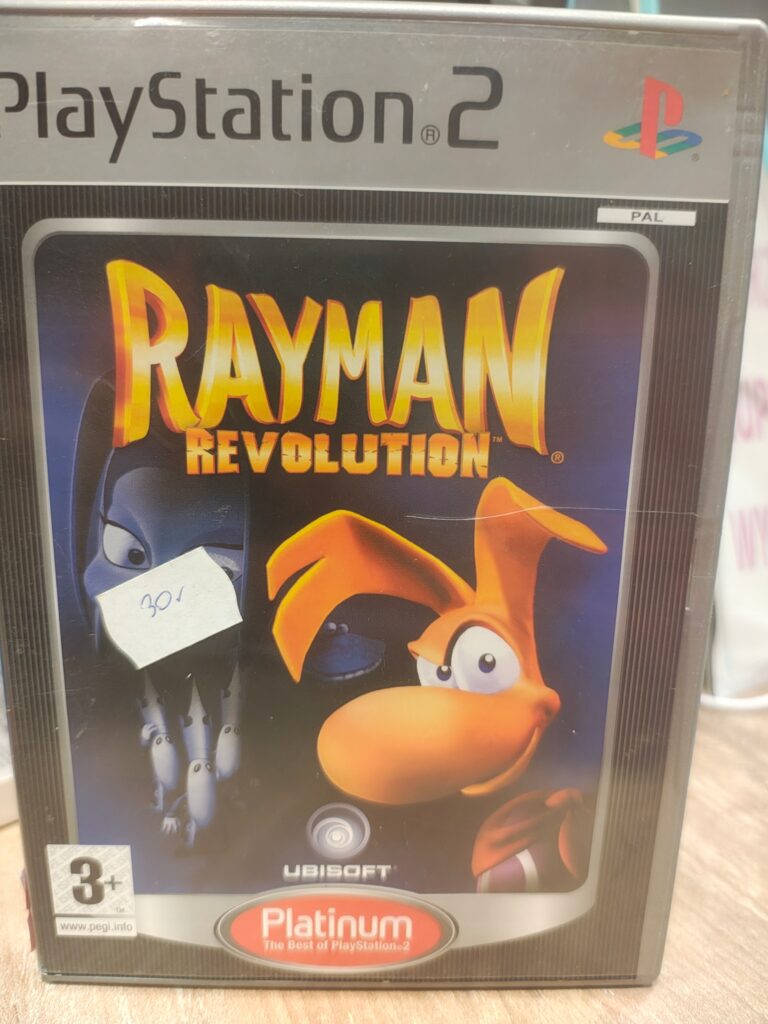 PlayStation®2
PAL
RAYMAN
REVOLUTION™
®
30,
UBISOFT
3+
www.pegi.info
Platinum
The Best of PlayStation®2